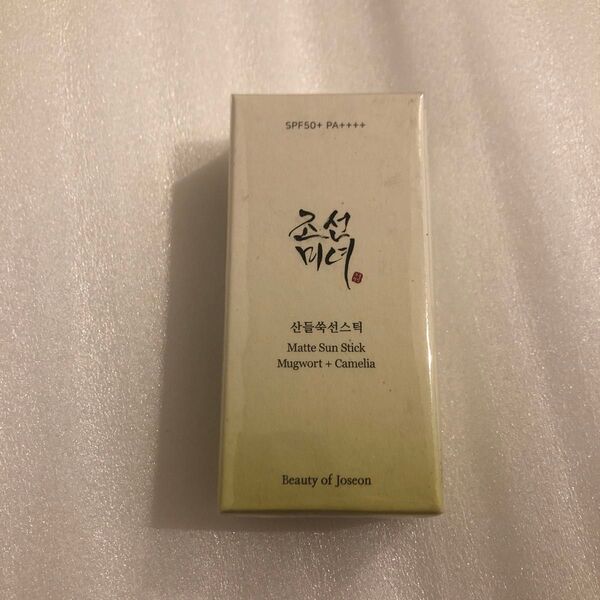 SPF50+ PA++++
조선
미녀
산들쑥선스틱
Matte Sun Stick
Mugwort + Camelia
Beauty of Joseon